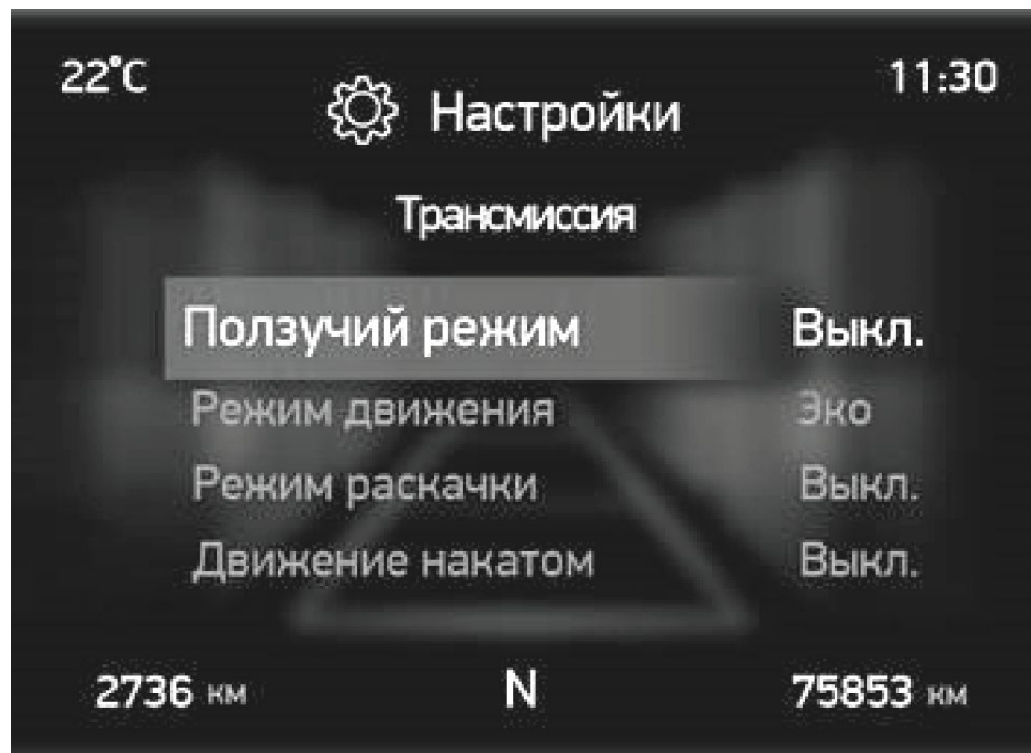 22°C 11:30
Настройки
Трансмиссия
Ползучий режим Выкл.
Режим движения Эко
Режим раскачки Выкл.
Движение накатом Выкл.
2736 км N 75853 км